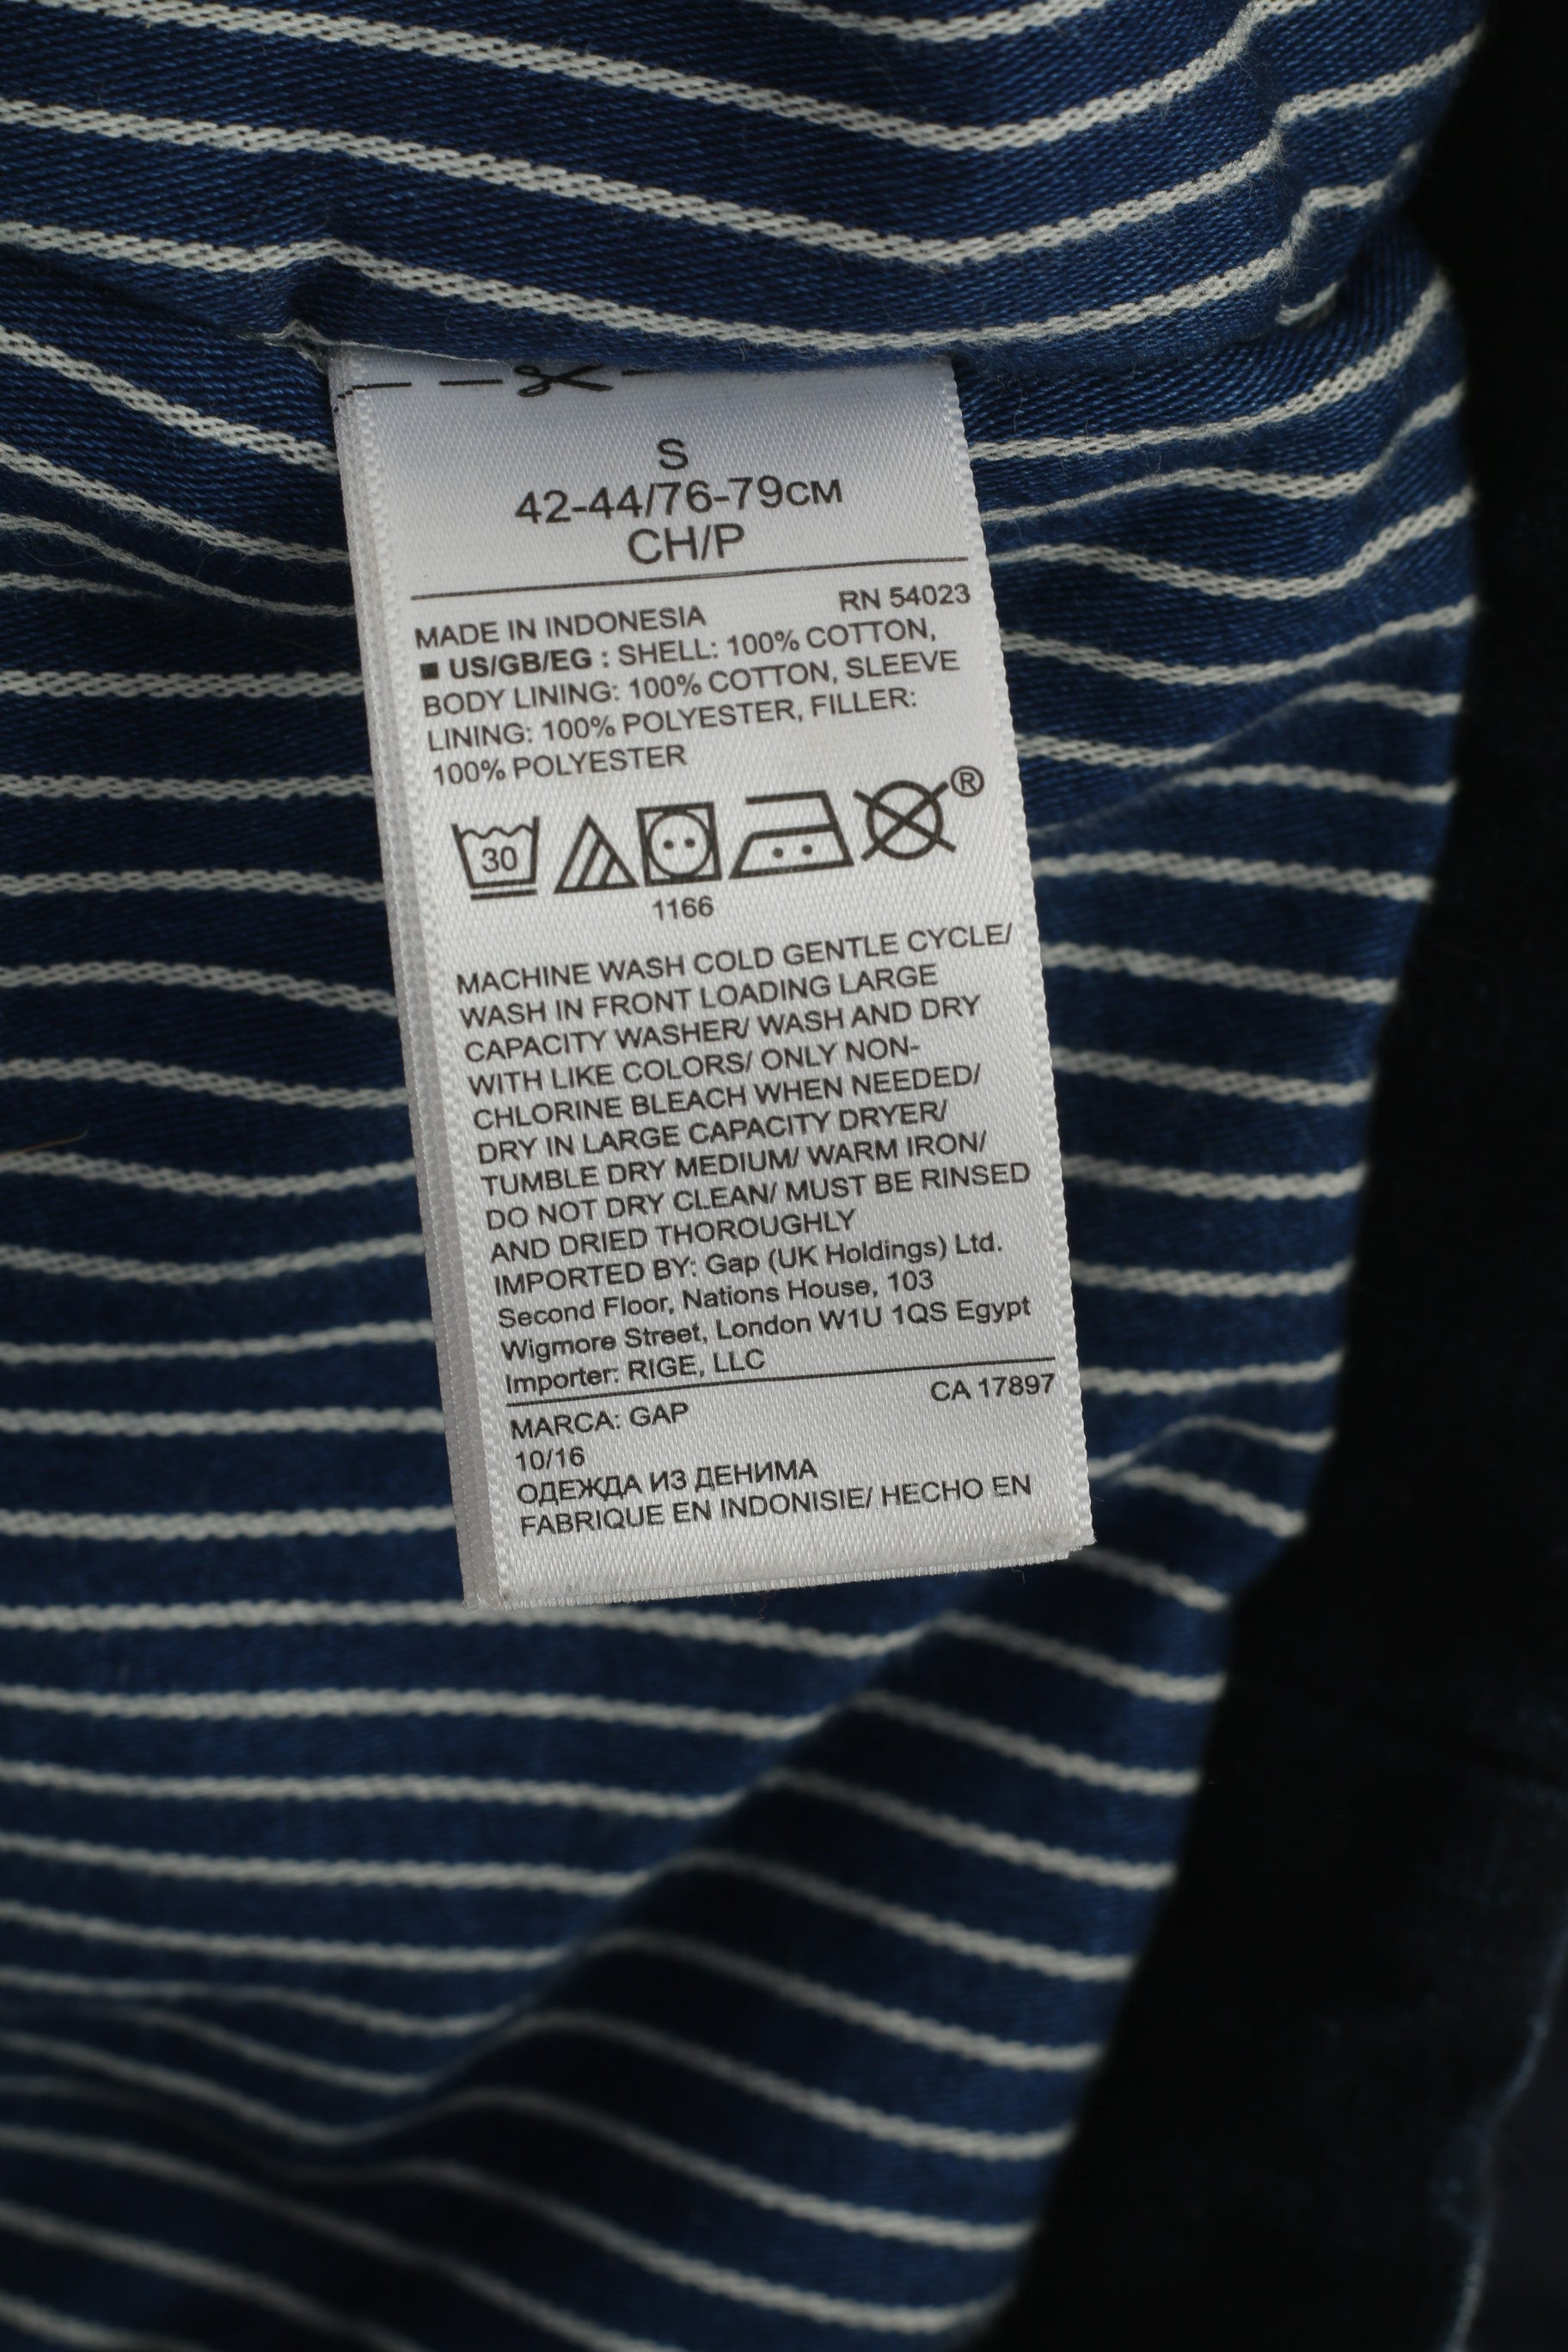 S
42-44/76-79CM
CH/P
RN 54023
MADE IN INDONESIA
■ US/GB/EG : SHELL: 100% COTTON,
BODY LINING: 100% COTTON, SLEEVE
LINING: 100% POLYESTER, FILLER:
100% POLYESTER
30
®
1166
MACHINE WASH COLD GENTLE CYCLE/
WASH IN FRONT LOADING LARGE
CAPACITY WASHER/ WASH AND DRY
WITH LIKE COLORS/ ONLY NON-
CHLORINE BLEACH WHEN NEEDED/
DRY IN LARGE CAPACITY DRYER/
TUMBLE DRY MEDIUM/ WARM IRON/
DO NOT DRY CLEAN/ MUST BE RINSED
AND DRIED THOROUGHLY
IMPORTED BY: Gap (UK Holdings) Ltd.
Second Floor, Nations House, 103
Wigmore Street, London W1U 1QS Egypt
Importer: RIGE, LLC
CA 17897
MARCA: GAP
10/16
ОДЕЖДА ИЗ ДЕНИМА
FABRIQUE EN INDONISIE/ HECHO EN